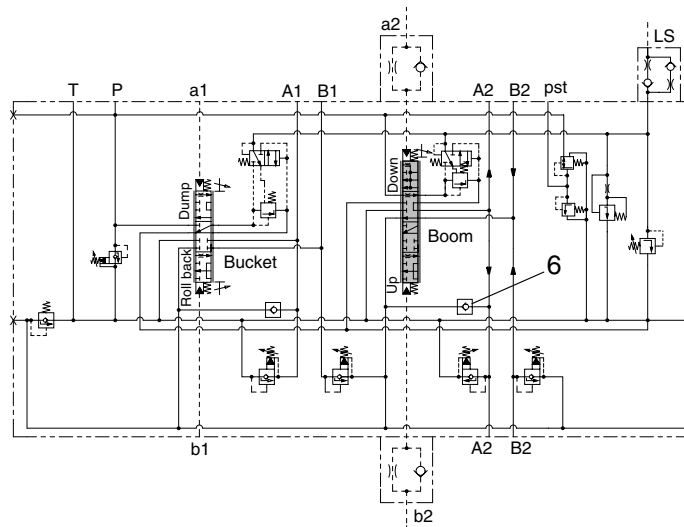 a2
LS
T P a1 A1 B1 A2 B2 pst
Dump
Down
Bucket
Boom
6
Roll back
Up
b1
A2 B2
b2